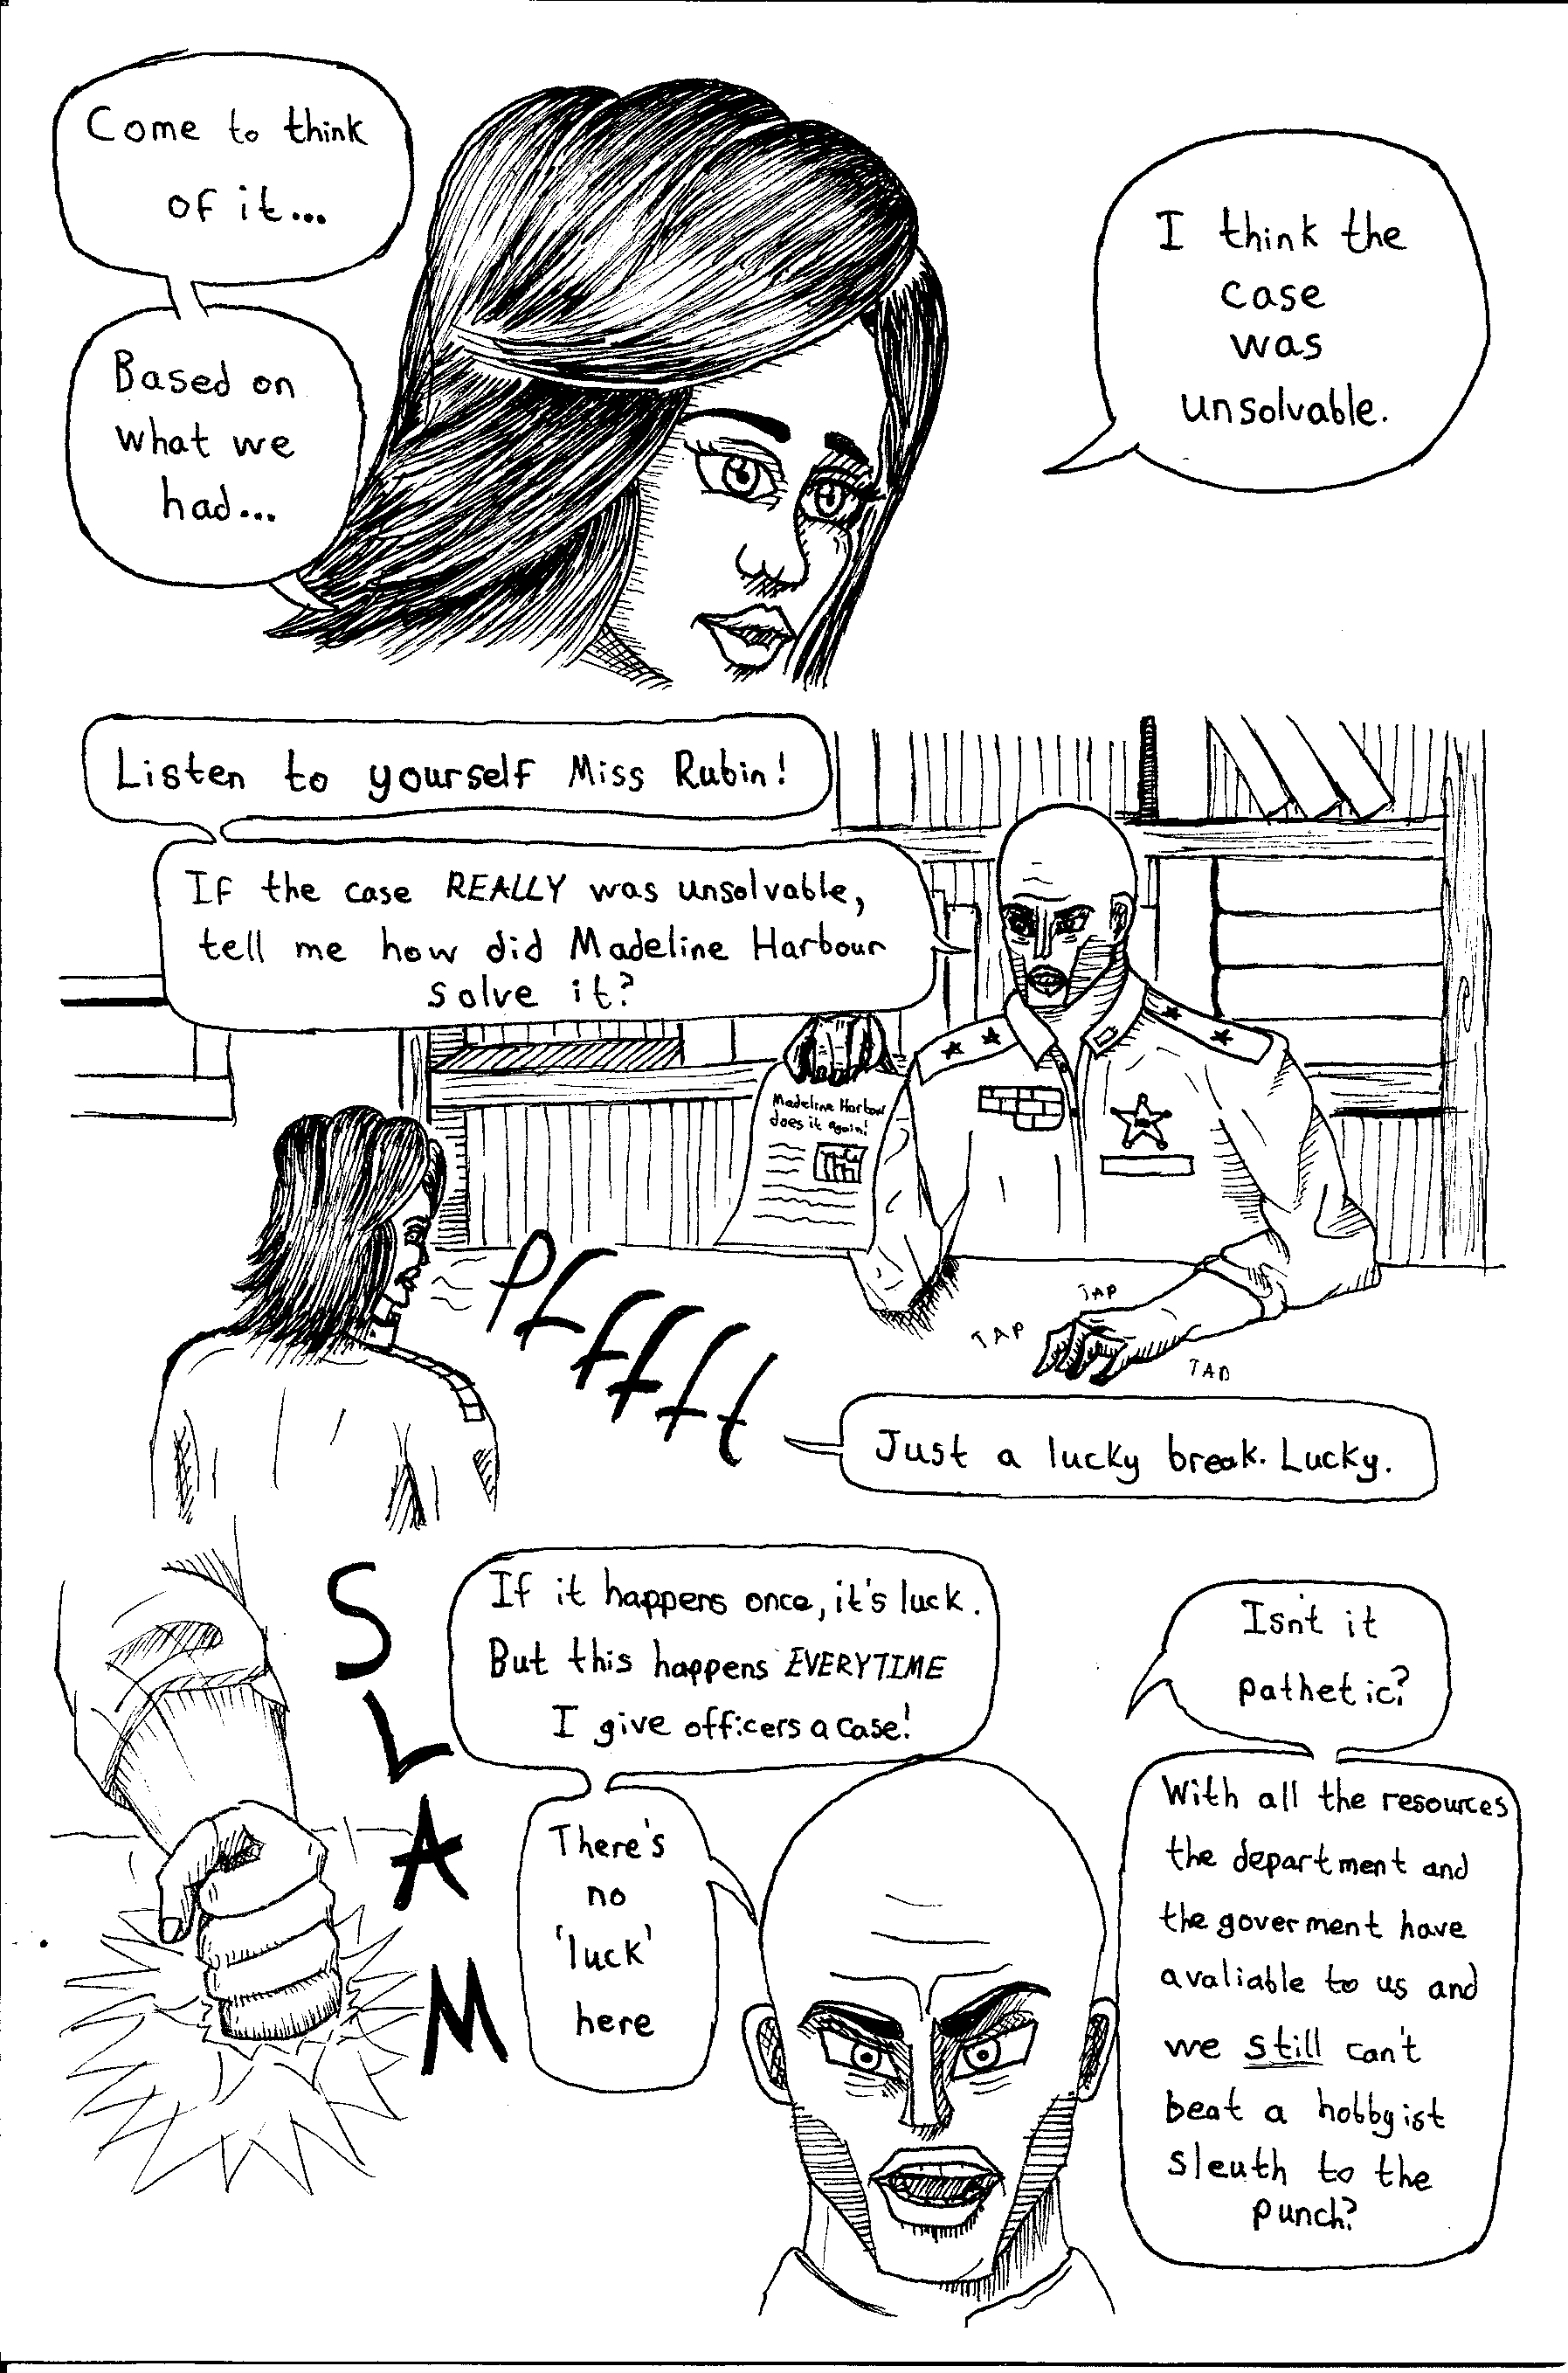 Come to think
of it...
Based on
what we
had...
I think the
case
was
unsolvable.
Listen to yourself Miss Rubin!
If the case REALLY was unsolvable,
tell me how did Madeline Harbour
solve it?
Madeline Harbour
does it again!
Pffffft
TAP
TAP
TAP
Just a lucky break. Lucky.
SLAM
If it happens once, it's luck.
But this happens EVERYTIME
I give officers a case!
There's
no
'luck'
here
Isn't it
pathetic?
With all the resources
the department and
the goverment have
avaliable to us and
we still can't
beat a hobbyist
sleuth to the
punch?